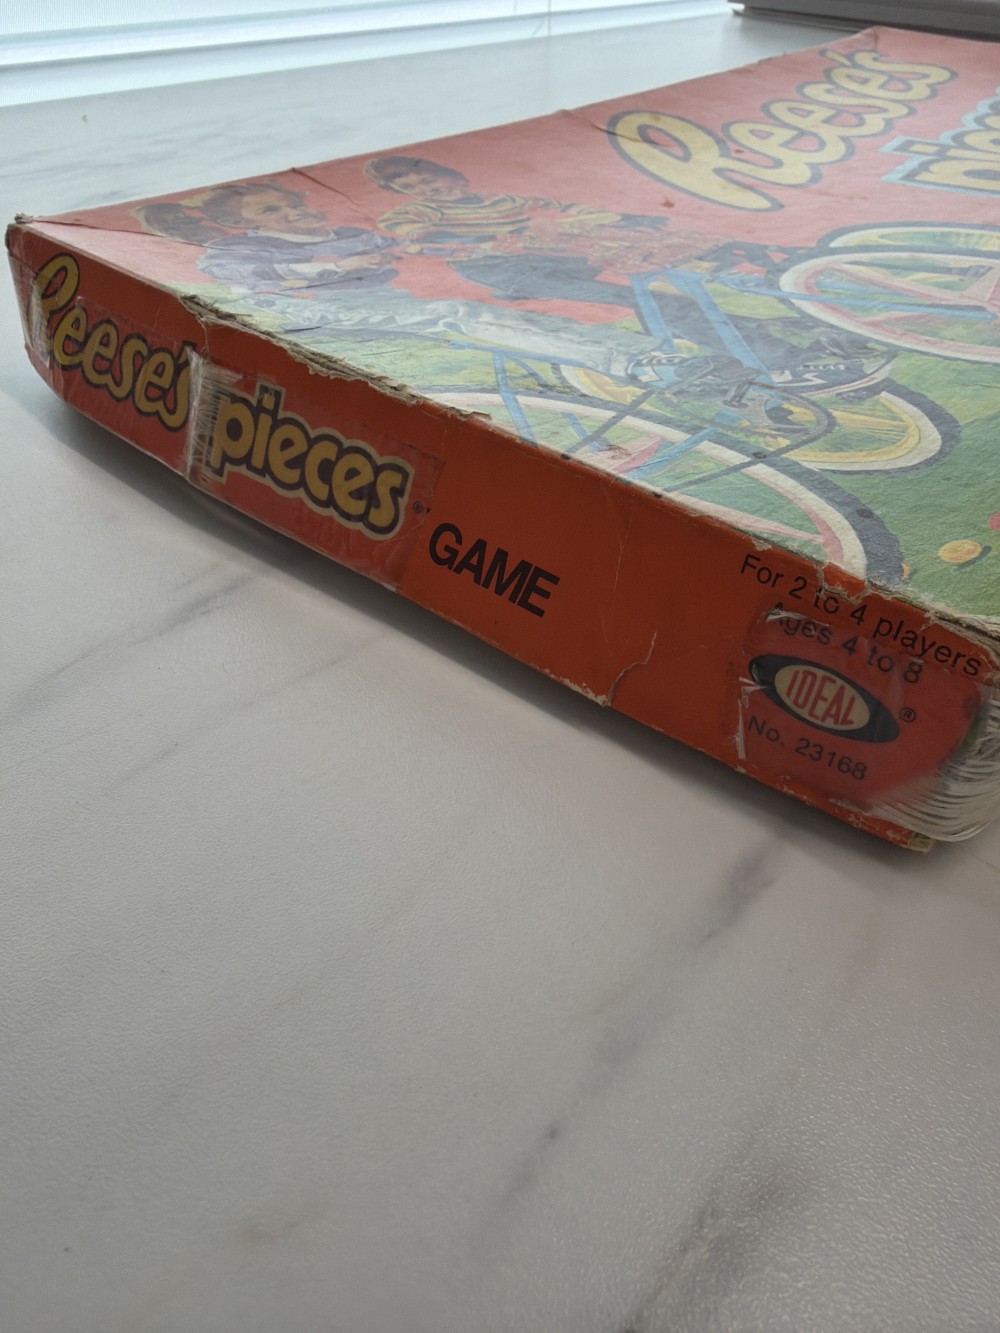 Reese's
Reese's pieces®
GAME
For 2 to 4 players
Ages 4 to 8
IDEAL®
No. 23168